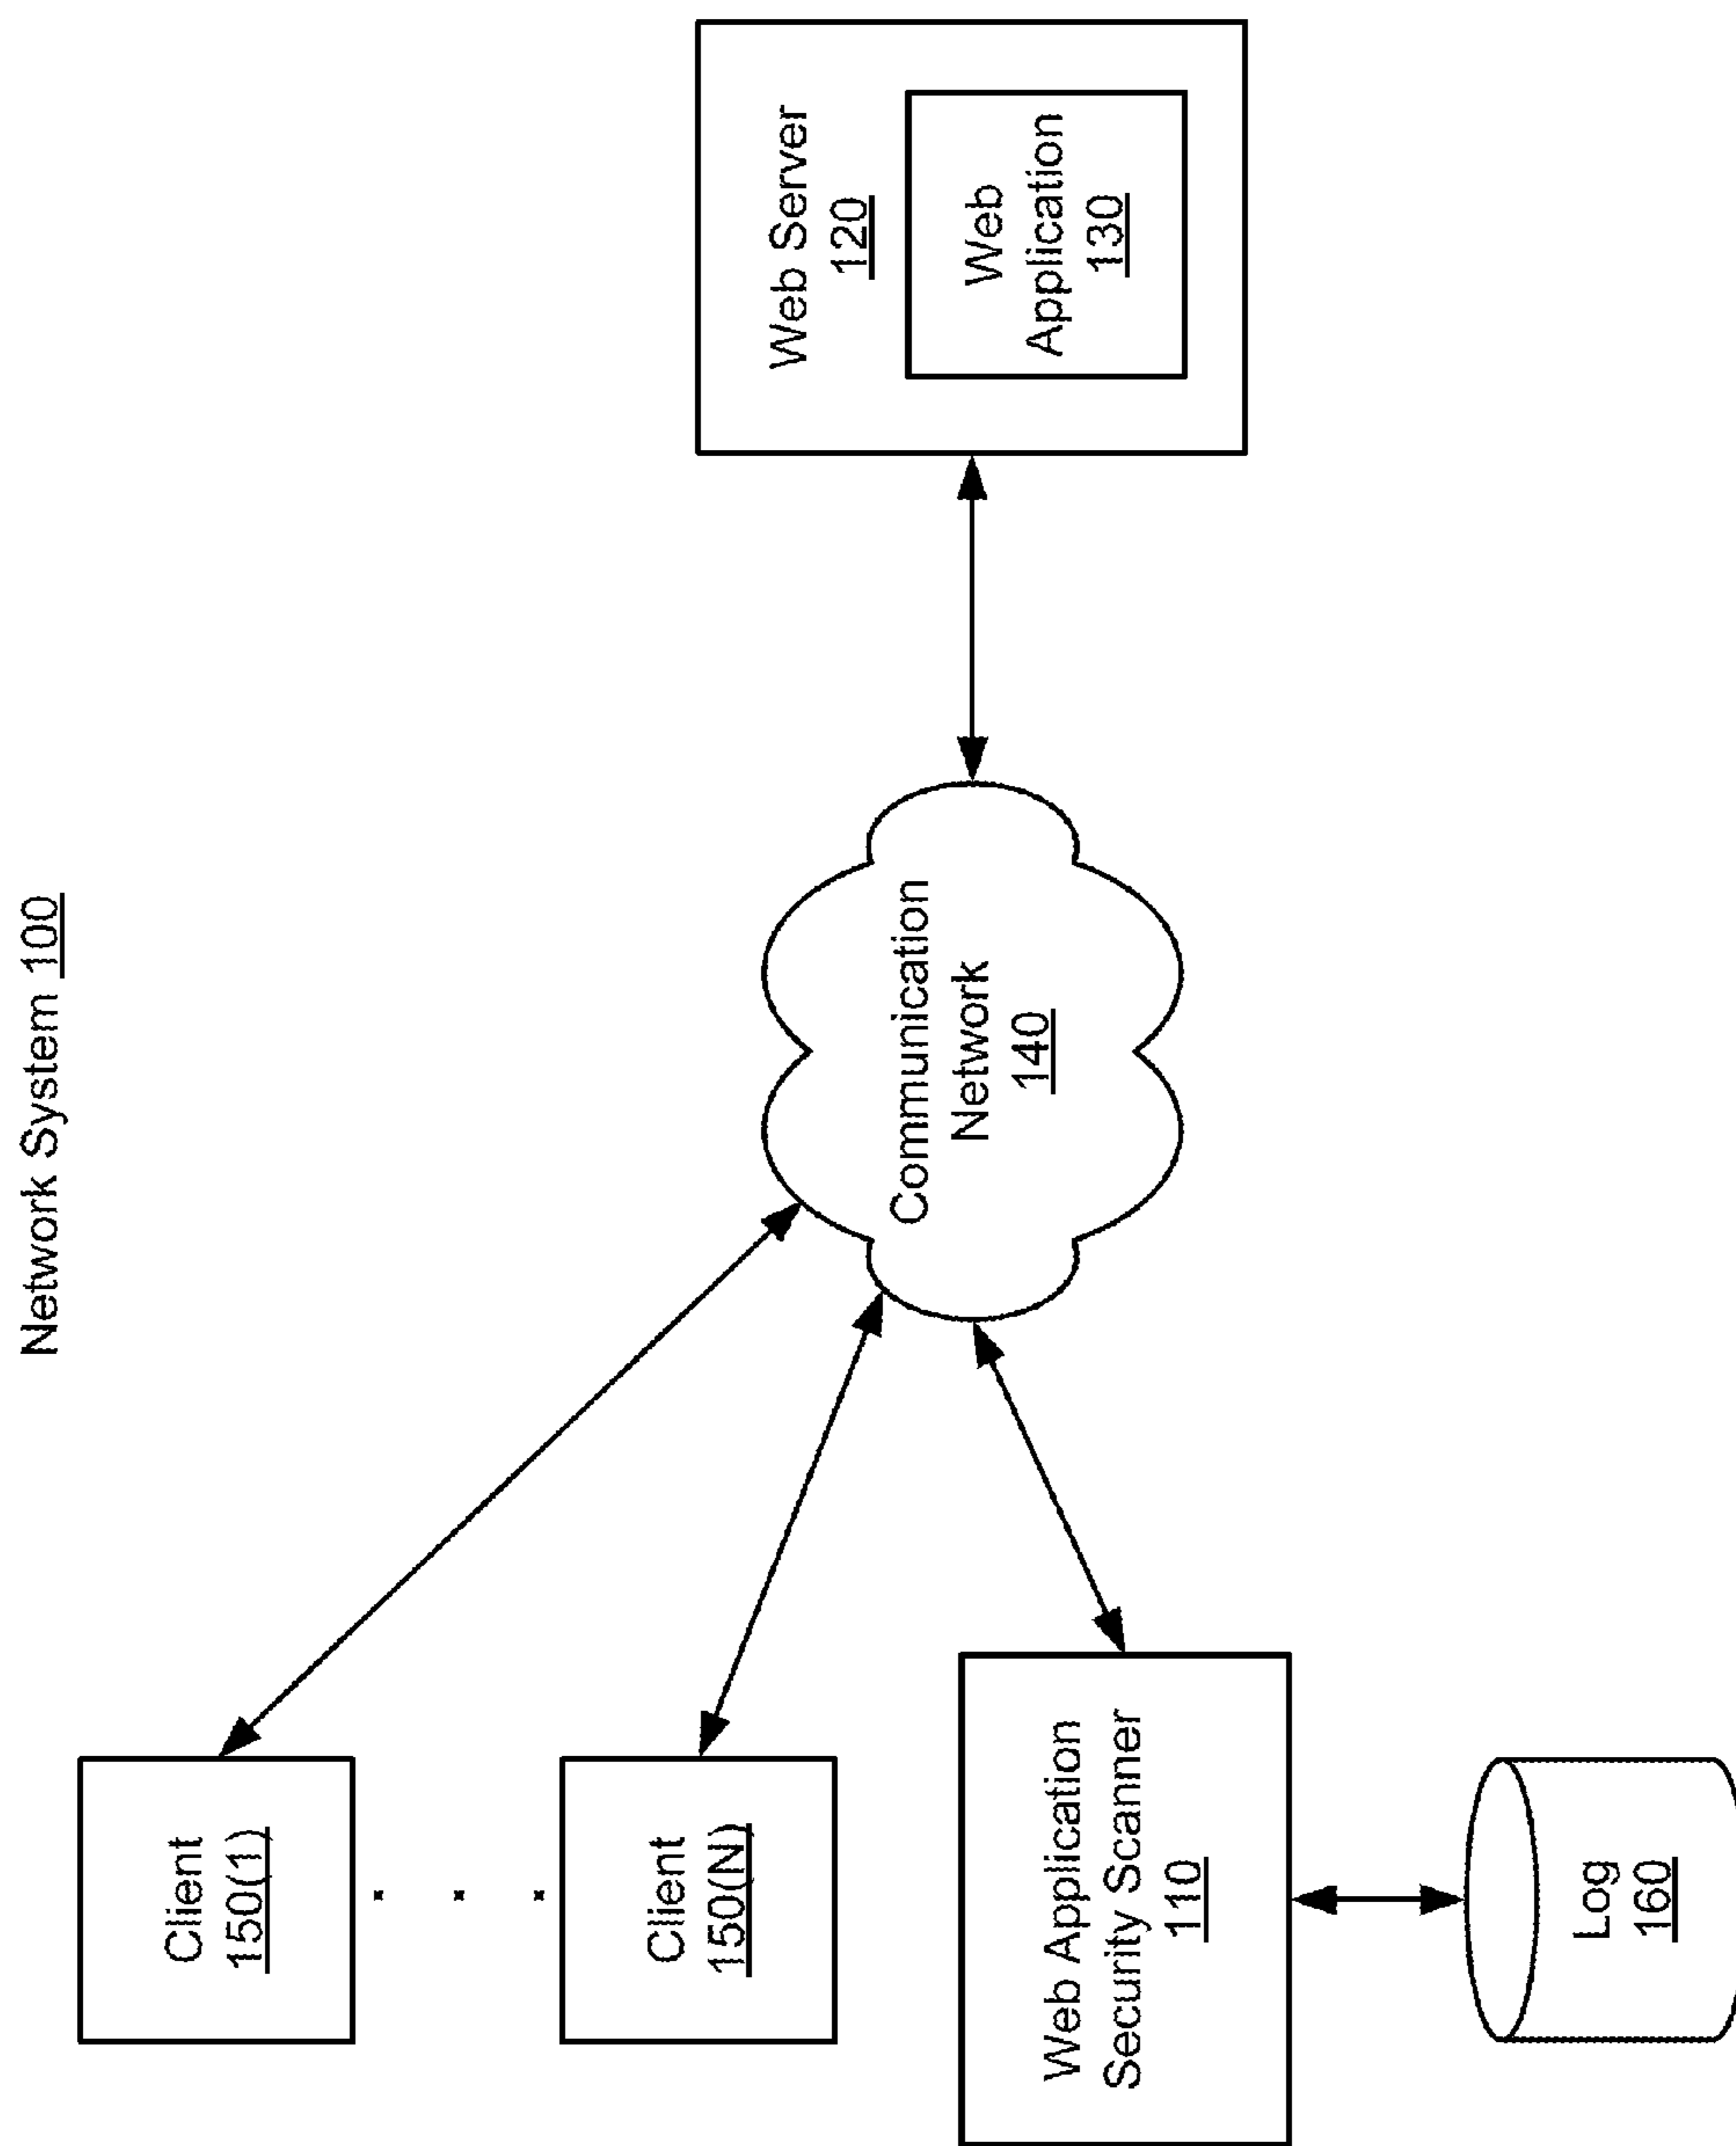 Network System 100
Client
150(1)
Client
150(N)
Web Application
Security Scanner
110
Log
160
Communication
Network
140
Web Server
120
Web
Application
130